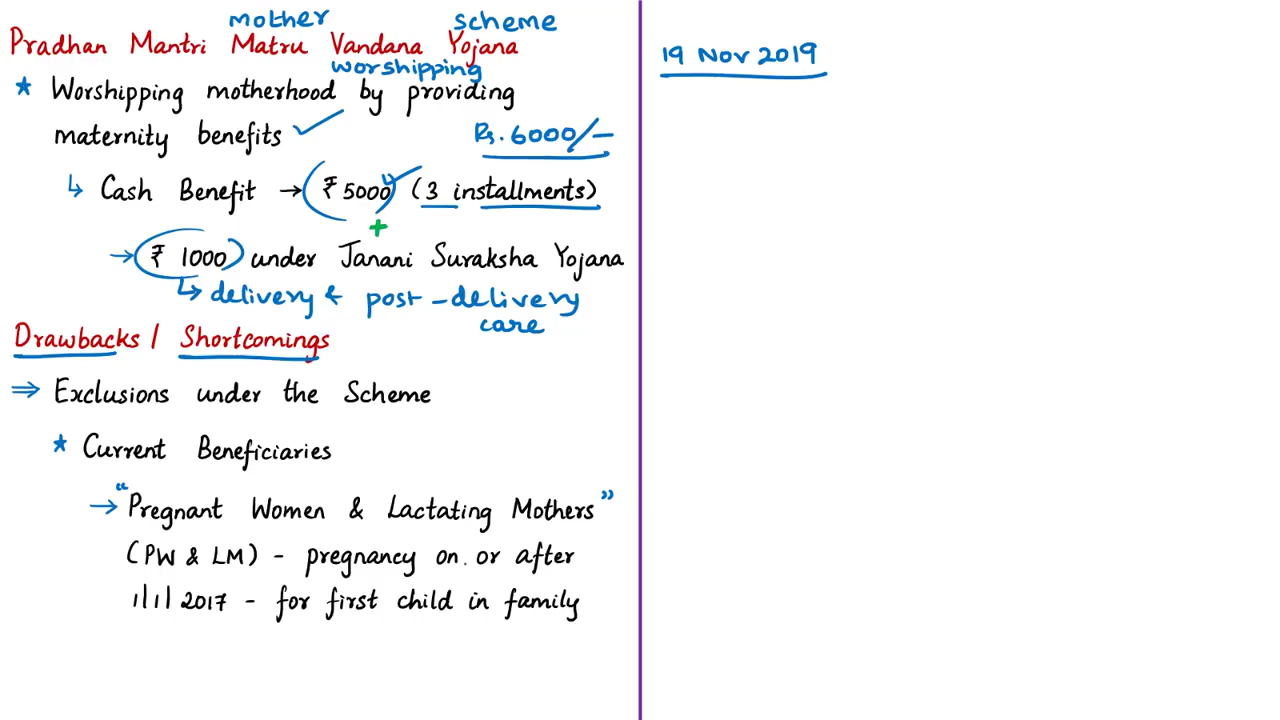 mother scheme
Pradhan Mantri Matru Vandana Yojana
worshipping
* Worshipping motherhood by providing
maternity benefits ✓
Rs. 6000/-
↳ Cash Benefit → ₹ 5000 (3 installments)
+
→ ₹ 1000 under Janani Suraksha Yojana
↳ delivery & post-delivery
care
Drawbacks / Shortcomings
⇒ Exclusions under the Scheme
* Current Beneficiaries
→ "Pregnant Women & Lactating Mothers"
(PW & LM) - pregnancy on or after
1/1/2017 - for first child in family
19 Nov 2019